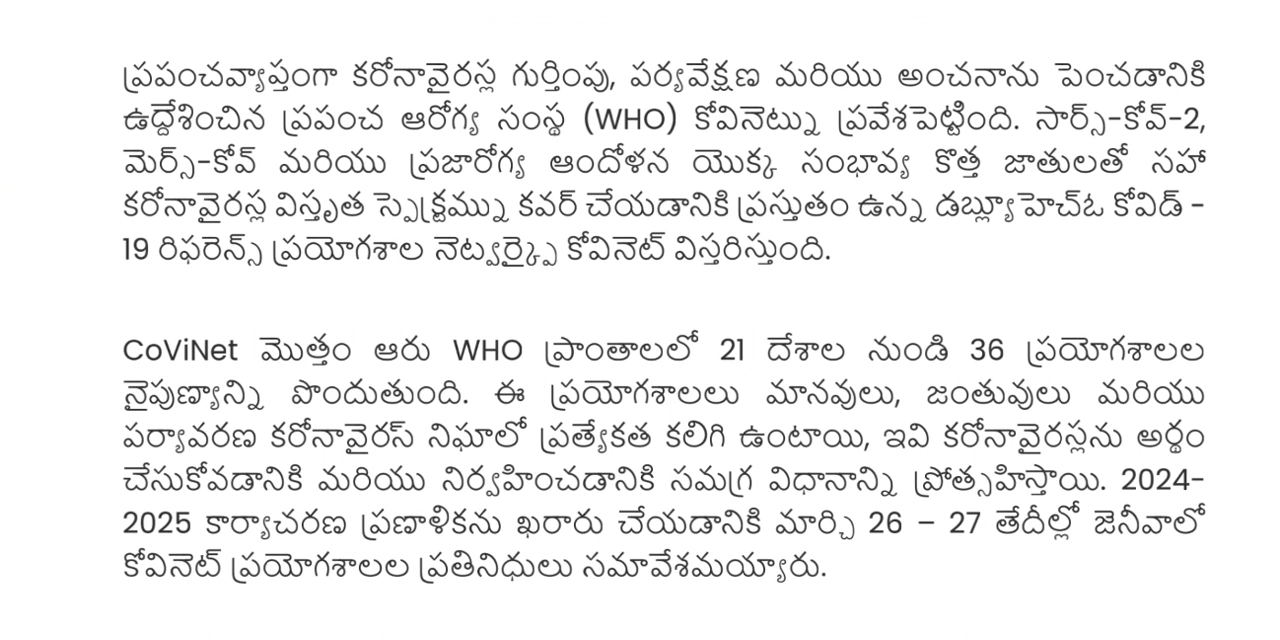 ప్రపంచవ్యాప్తంగా కరోనావైరస్ల గుర్తింపు, పర్యవేక్షణ మరియు అంచనాను పెంచడానికి
ఉద్దేశించిన ప్రపంచ ఆరోగ్య సంస్థ (WHO) కోవినెట్ను ప్రవేశపెట్టింది. సార్స్-కోవ్-2,
మెర్స్-కోవ్ మరియు ప్రజారోగ్య ఆందోళన యొక్క సంభావ్య కొత్త జాతులతో సహా
కరోనావైరస్ల విస్తృత స్పెక్ట్రమ్ను కవర్ చేయడానికి ప్రస్తుతం ఉన్న డబ్ల్యూహెచ్ఓ కోవిడ్ -
19 రిఫరెన్స్ ప్రయోగశాల నెట్వర్క్పై కోవినెట్ విస్తరిస్తుంది.
CoViNet మొత్తం ఆరు WHO ప్రాంతాలలో 21 దేశాల నుండి 36 ప్రయోగశాలల
నైపుణ్యాన్ని పొందుతుంది. ఈ ప్రయోగశాలలు మానవులు, జంతువులు మరియు
పర్యావరణ కరోనావైరస్ నిఘాలో ప్రత్యేకత కలిగి ఉంటాయి, ఇవి కరోనావైరస్లను అర్థం
చేసుకోవడానికి మరియు నిర్వహించడానికి సమగ్ర విధానాన్ని ప్రోత్సహిస్తాయి. 2024-
2025 కార్యాచరణ ప్రణాళికను ఖరారు చేయడానికి మార్చి 26 – 27 తేదీల్లో జెనీవాలో
కోవినెట్ ప్రయోగశాలల ప్రతినిధులు సమావేశమయ్యారు.